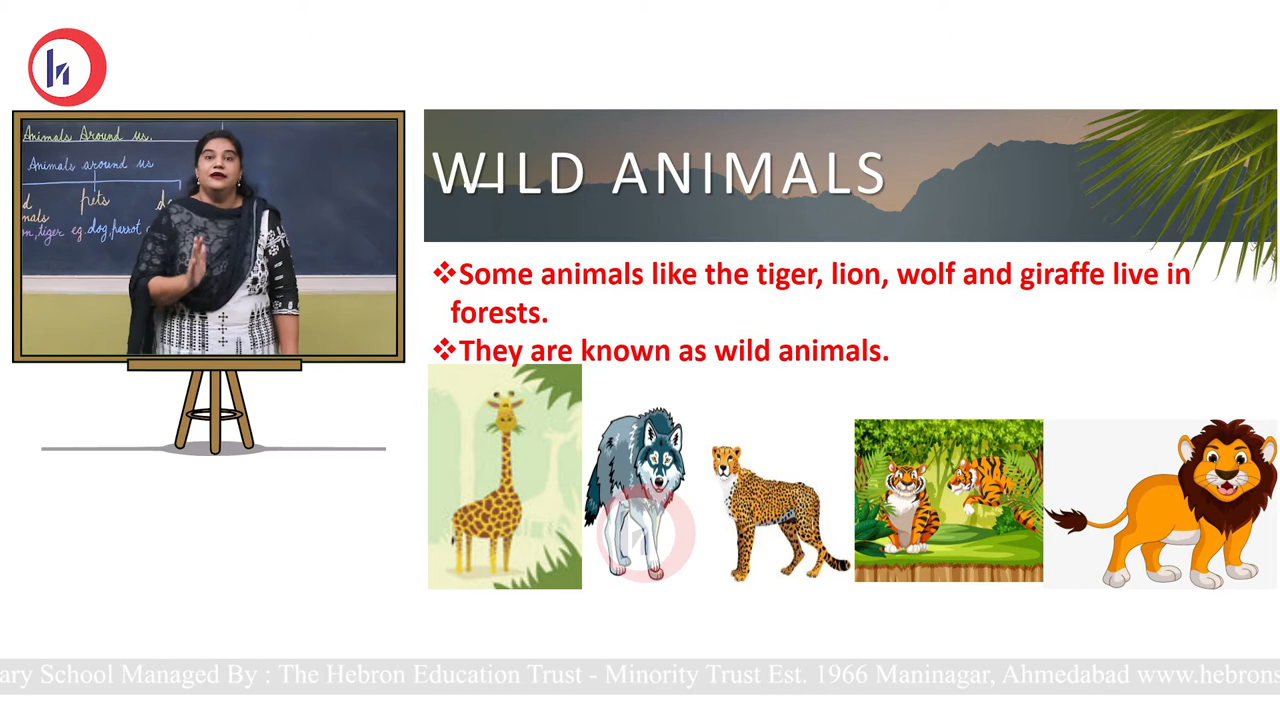 Animals Around us.
Animals around us
pets
eg. dog, parrot
WILD ANIMALS
❖Some animals like the tiger, lion, wolf and giraffe live in
forests.
❖They are known as wild animals.
ary School Managed By : The Hebron Education Trust - Minority Trust Est. 1966 Maninagar, Ahmedabad www.hebrons